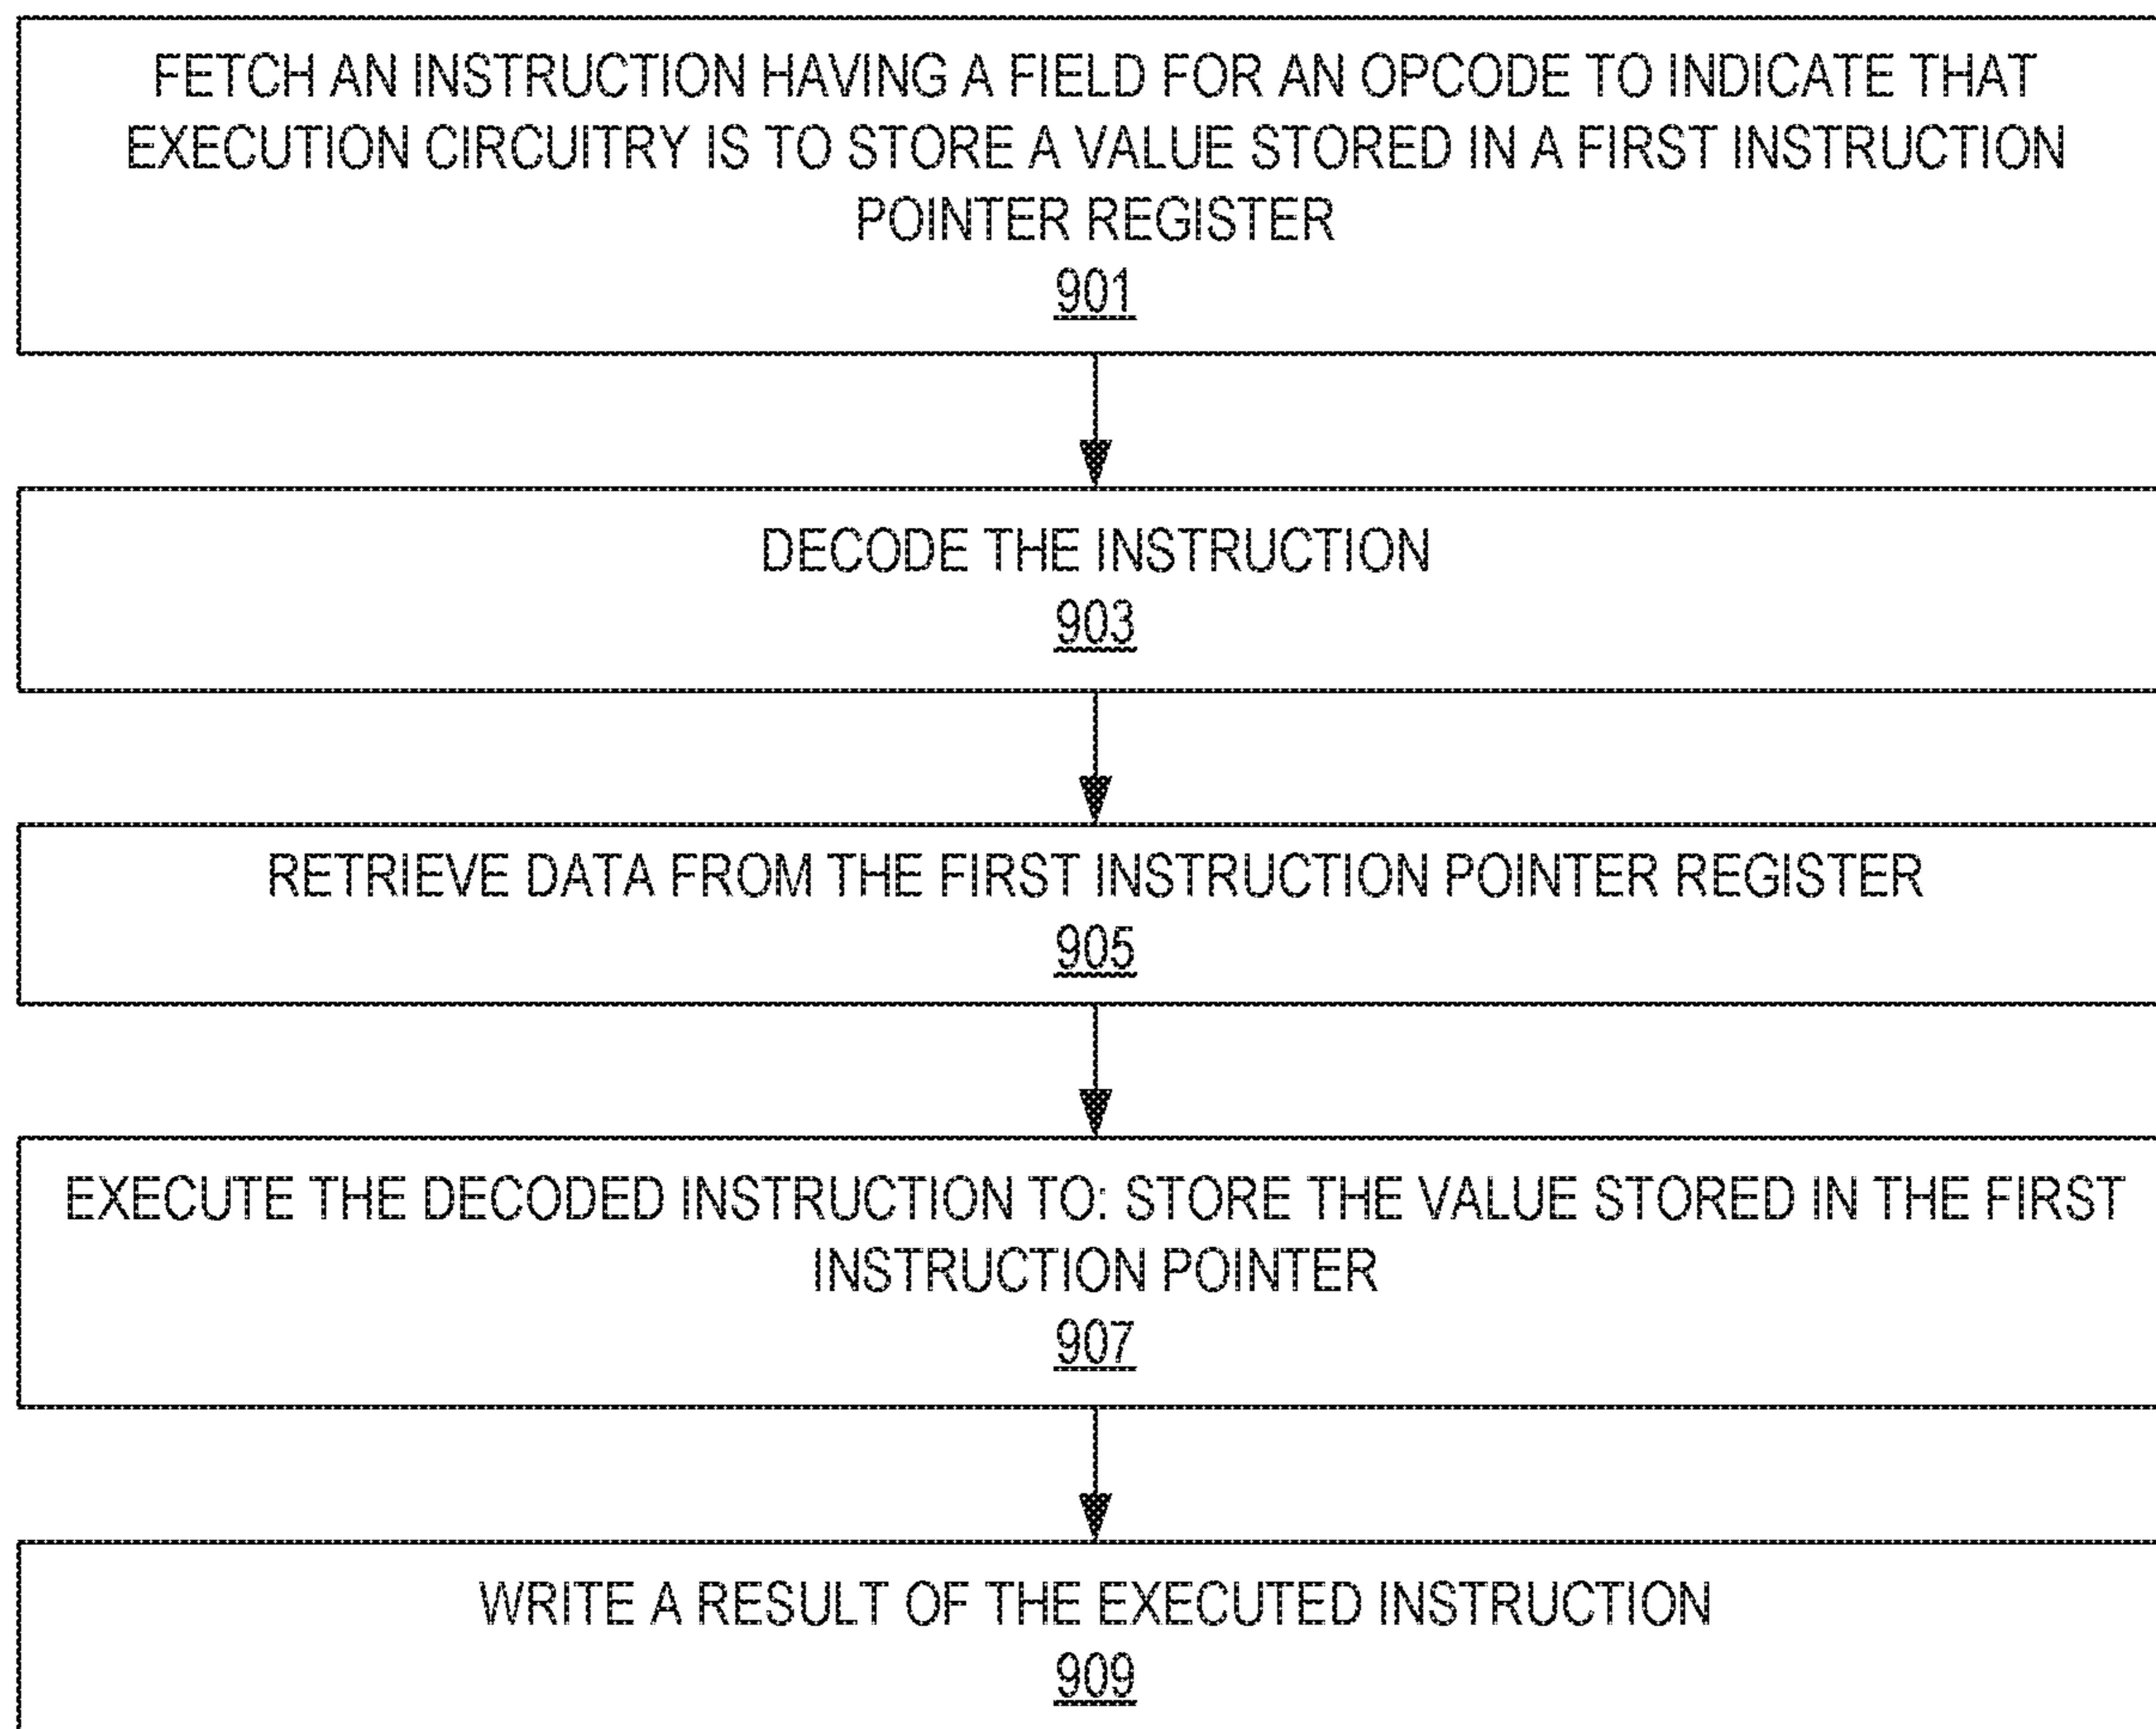 FETCH AN INSTRUCTION HAVING A FIELD FOR AN OPCODE TO INDICATE THAT
EXECUTION CIRCUITRY IS TO STORE A VALUE STORED IN A FIRST INSTRUCTION
POINTER REGISTER
901
DECODE THE INSTRUCTION
903
RETRIEVE DATA FROM THE FIRST INSTRUCTION POINTER REGISTER
905
EXECUTE THE DECODED INSTRUCTION TO: STORE THE VALUE STORED IN THE FIRST
INSTRUCTION POINTER
907
WRITE A RESULT OF THE EXECUTED INSTRUCTION
909